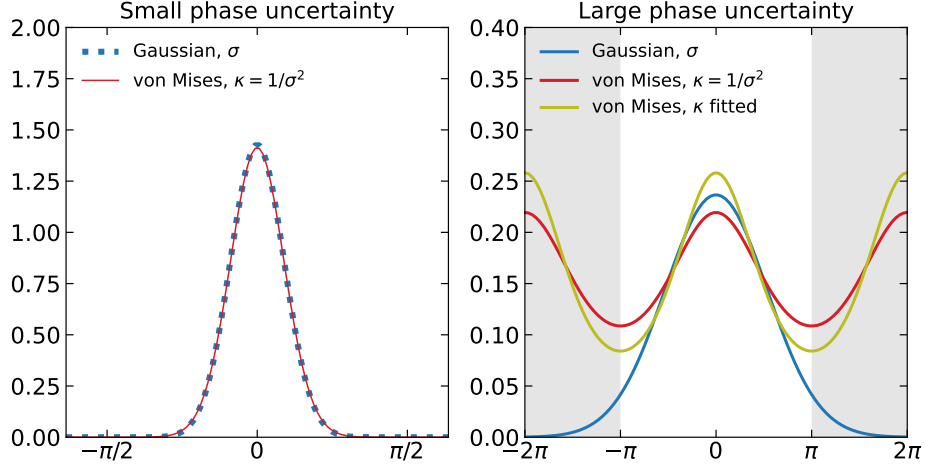 Small phase uncertainty
2.00
1.75
1.50
1.25
1.00
0.75
0.50
0.25
0.00
Gaussian, σ
von Mises, κ = 1/σ²
−π/2
0
π/2
Large phase uncertainty
0.40
0.35
0.30
0.25
0.20
0.15
0.10
0.05
0.00
Gaussian, σ
von Mises, κ = 1/σ²
von Mises, κ fitted
−2π
−π
0
π
2π